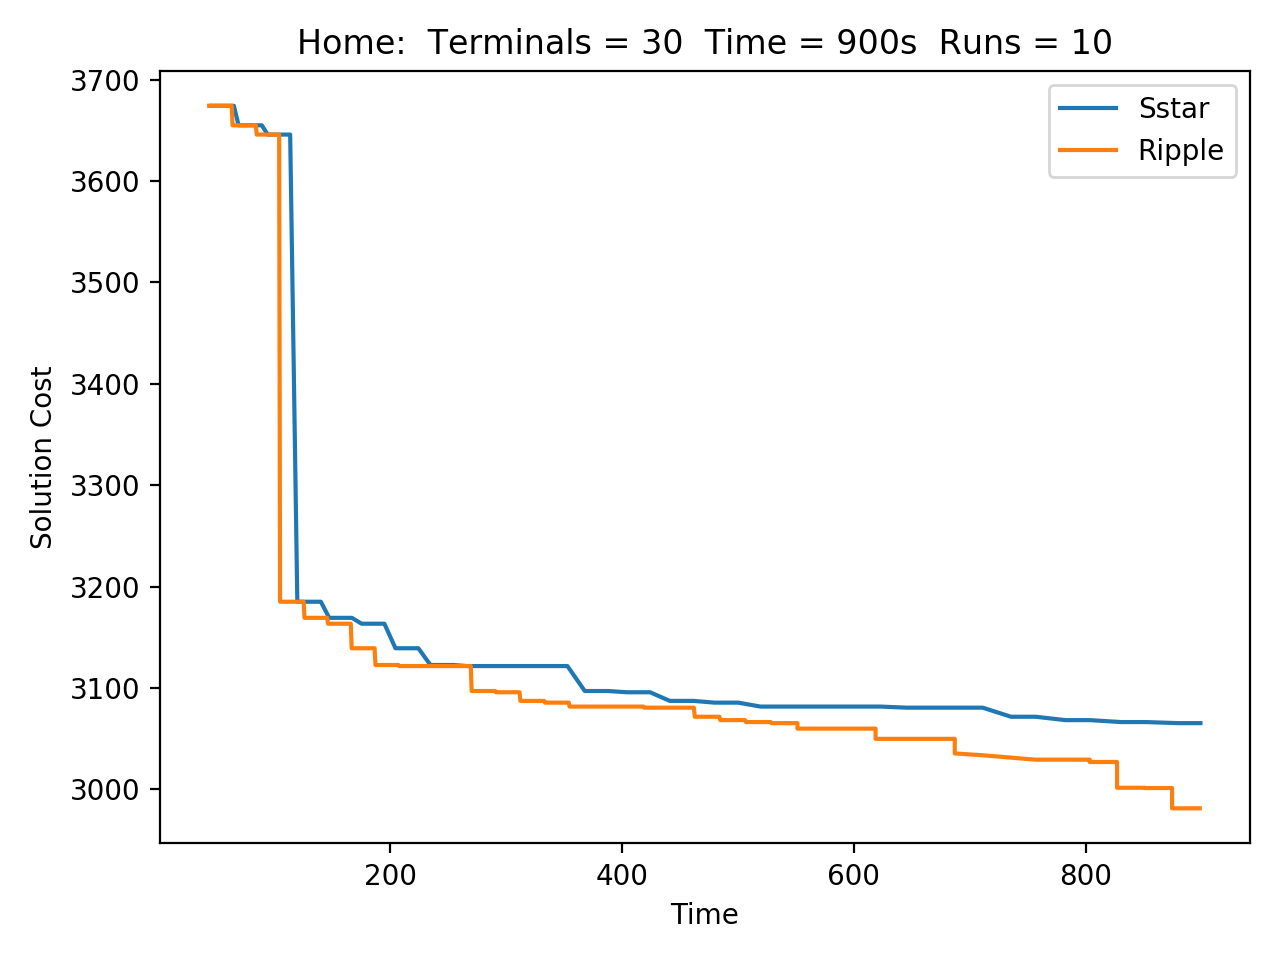 Home:  Terminals = 30  Time = 900s  Runs = 10
Sstar
Ripple
3700
3600
3500
3400
3300
3200
3100
3000
Solution Cost
200 400 600 800
Time